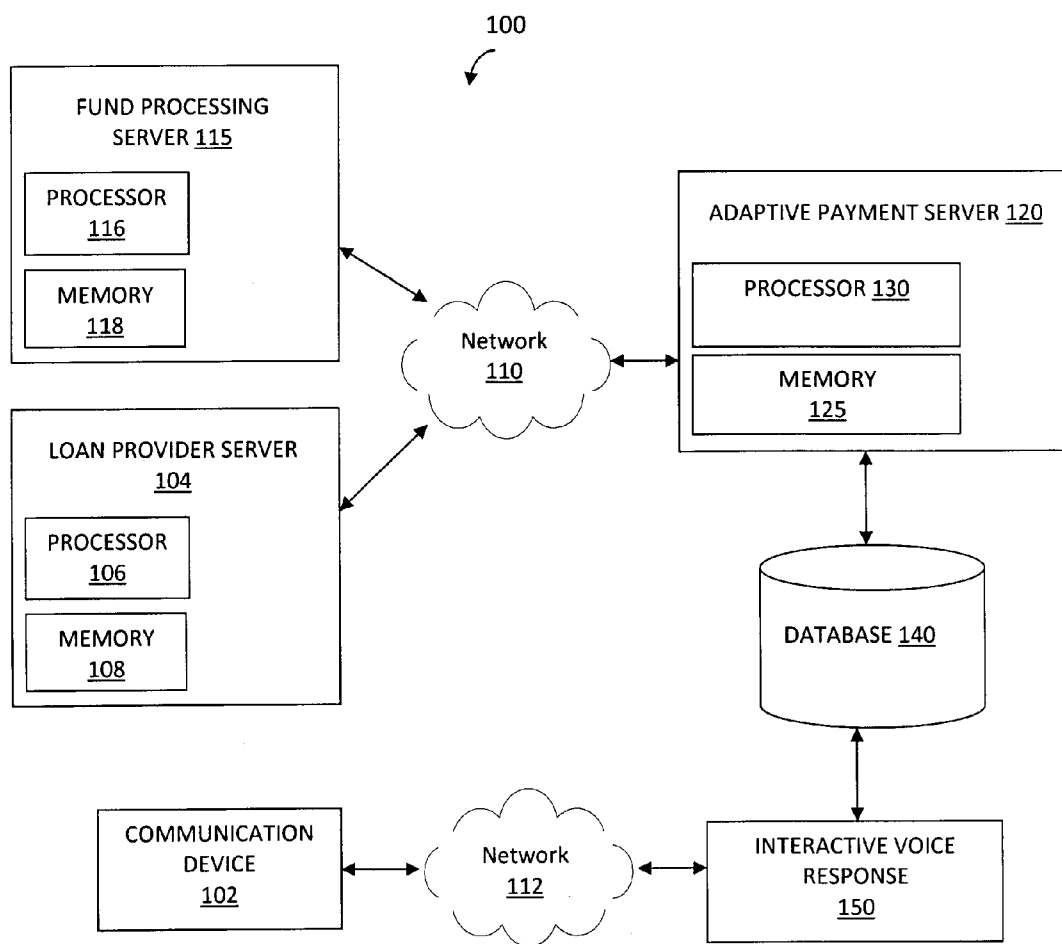 100
FUND PROCESSING
SERVER 115
PROCESSOR
116
MEMORY
118
ADAPTIVE PAYMENT SERVER 120
PROCESSOR 130
MEMORY
125
Network
110
LOAN PROVIDER SERVER
104
PROCESSOR
106
MEMORY
108
DATABASE 140
COMMUNICATION
DEVICE
102
Network
112
INTERACTIVE VOICE
RESPONSE
150